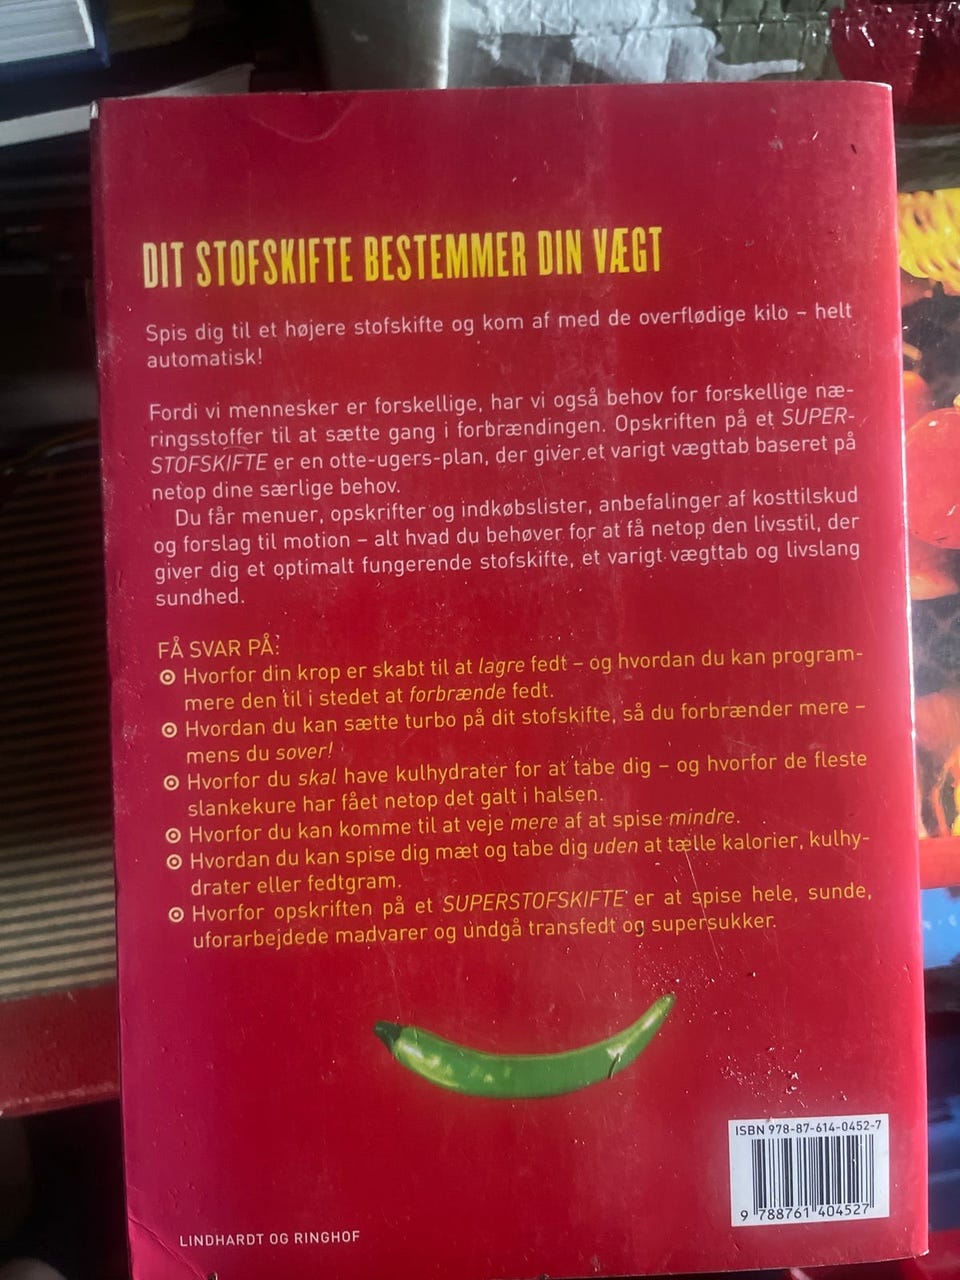 DIT STOFSKIFTE BESTEMMER DIN VÆGT
Spis dig til et højere stofskifte og kom af med de overflødige kilo – helt
automatisk!
Fordi vi mennesker er forskellige, har vi også behov for forskellige næ-
ringsstoffer til at sætte gang i forbrændingen. Opskriften på et SUPER-
STOFSKIFTE er en otte-ugers-plan, der giver et varigt vægttab baseret på
netop dine særlige behov.
Du får menuer, opskrifter og indkøbslister, anbefalinger af kosttilskud
og forslag til motion – alt hvad du behøver for at få netop den livsstil, der
giver dig et optimalt fungerende stofskifte, et varigt vægttab og livslang
sundhed.
FÅ SVAR PÅ:
Hvorfor din krop er skabt til at lagre fedt – og hvordan du kan program-
mere den til i stedet at forbrænde fedt.
Hvordan du kan sætte turbo på dit stofskifte, så du forbrænder mere –
mens du sover!
Hvorfor du skal have kulhydrater for at tabe dig – og hvorfor de fleste
slankekure har fået netop det galt i halsen.
Hvorfor du kan komme til at veje mere af at spise mindre.
Hvordan du kan spise dig mæt og tabe dig uden at tælle kalorier, kulhy-
drater eller fedtgram.
Hvorfor opskriften på et SUPERSTOFSKIFTE er at spise hele, sunde,
uforarbejdede madvarer og undgå transfedt og supersukker.
ISBN 978-87-614-0452-7
9 788761 404527
LINDHARDT OG RINGHOF